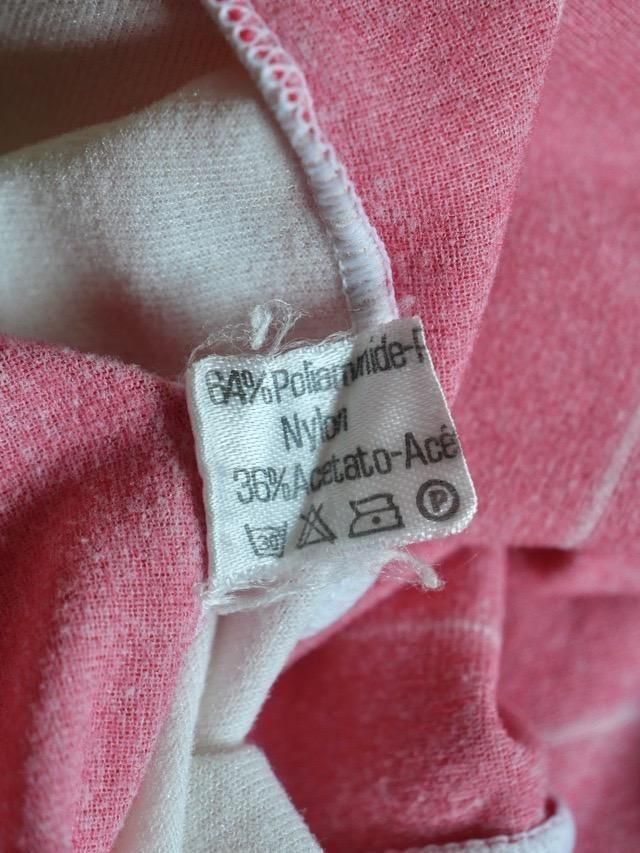 64%Poliammide-
Nylon
36%Acetato-Acé
30 P